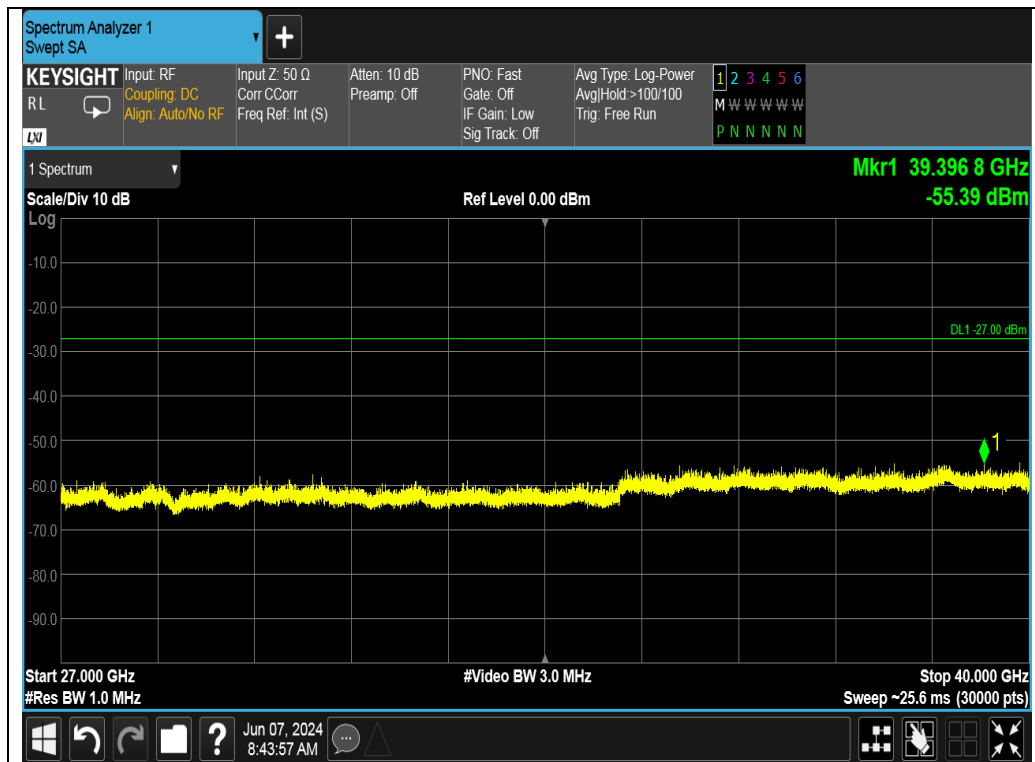 Spectrum Analyzer 1
Swept SA
+
KEYSIGHT
RL
LXI
Input: RF
Coupling: DC
Align: Auto/No RF
Input Z: 50 Ω
Corr CCorr
Freq Ref: Int (S)
Atten: 10 dB
Preamp: Off
PNO: Fast
Gate: Off
IF Gain: Low
Sig Track: Off
Avg Type: Log-Power
Avg|Hold:>100/100
Trig: Free Run
1 2 3 4 5 6
M W W W W W
P N N N N N
1 Spectrum
Mkr1 39.396 8 GHz
-55.39 dBm
Scale/Div 10 dB
Ref Level 0.00 dBm
Log
-10.0
-20.0
DL1 -27.00 dBm
-30.0
-40.0
-50.0
1
-60.0
-70.0
-80.0
-90.0
Start 27.000 GHz
#Video BW 3.0 MHz
Stop 40.000 GHz
#Res BW 1.0 MHz
Sweep ~25.6 ms (30000 pts)
?
Jun 07, 2024
8:43:57 AM